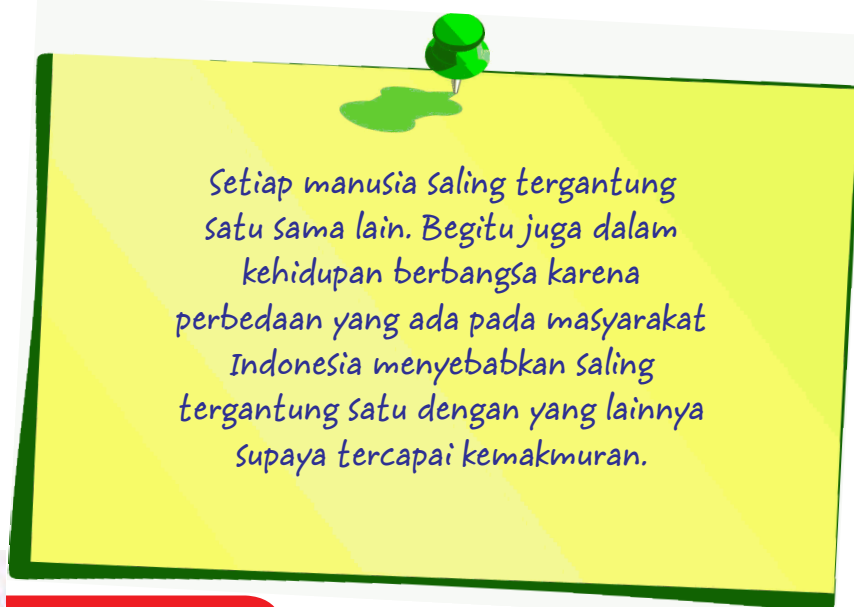 Setiap manusia saling tergantung
satu sama lain. Begitu juga dalam
kehidupan berbangsa karena
perbedaan yang ada pada masyarakat
Indonesia menyebabkan saling
tergantung satu dengan yang lainnya
supaya tercapai kemakmuran.